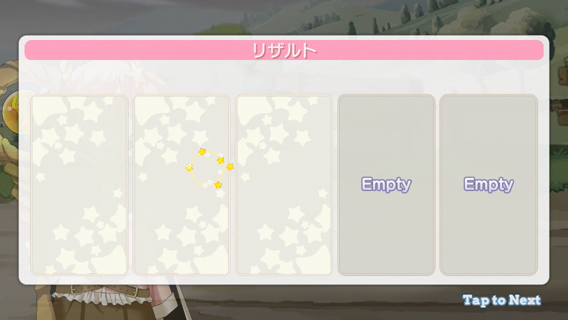 リザルト
Empty
Empty
Tap to Next